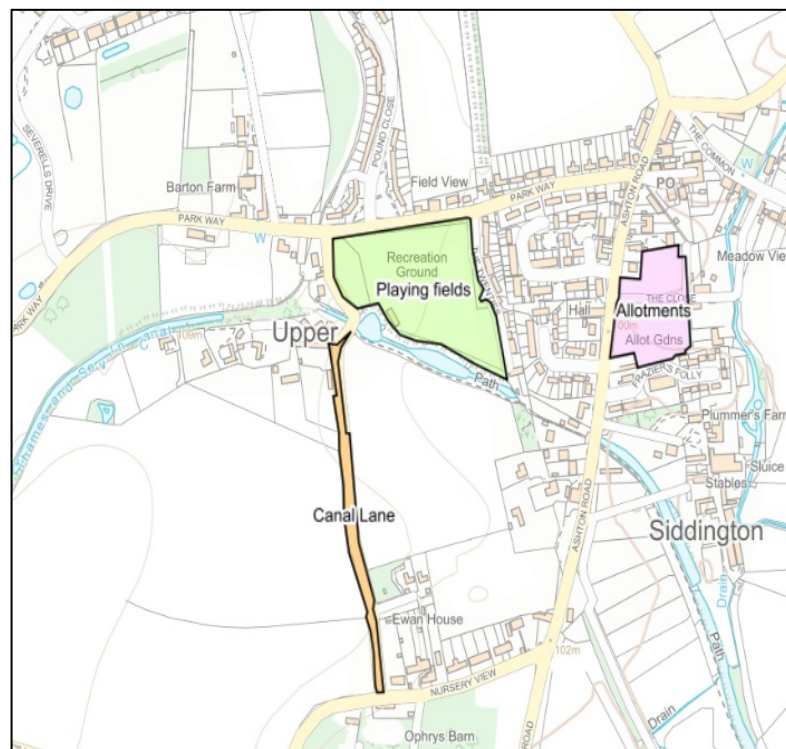 SEVERELLS DRIVE
Barton Farm
POUND CLOSE
Field View
PARK WAY
PARK WAY
PARK WAY
W
PO
ASHTON ROAD
THE COMMON
W
Meadow View
Recreation
Ground
Playing fields
Hall
THE CLOSE
Allotments
100m
Allot Gdns
FRAZIER'S FOLLY
Upper
109m
Thames and Severn Canal
Path
Plummer's Farm
Sluice
Stables
Siddington
Canal Lane
ASHTON ROAD
Drain
Path
Ewan House
102m
NURSERY VIEW
Ophrys Barn
ROAD
Drain